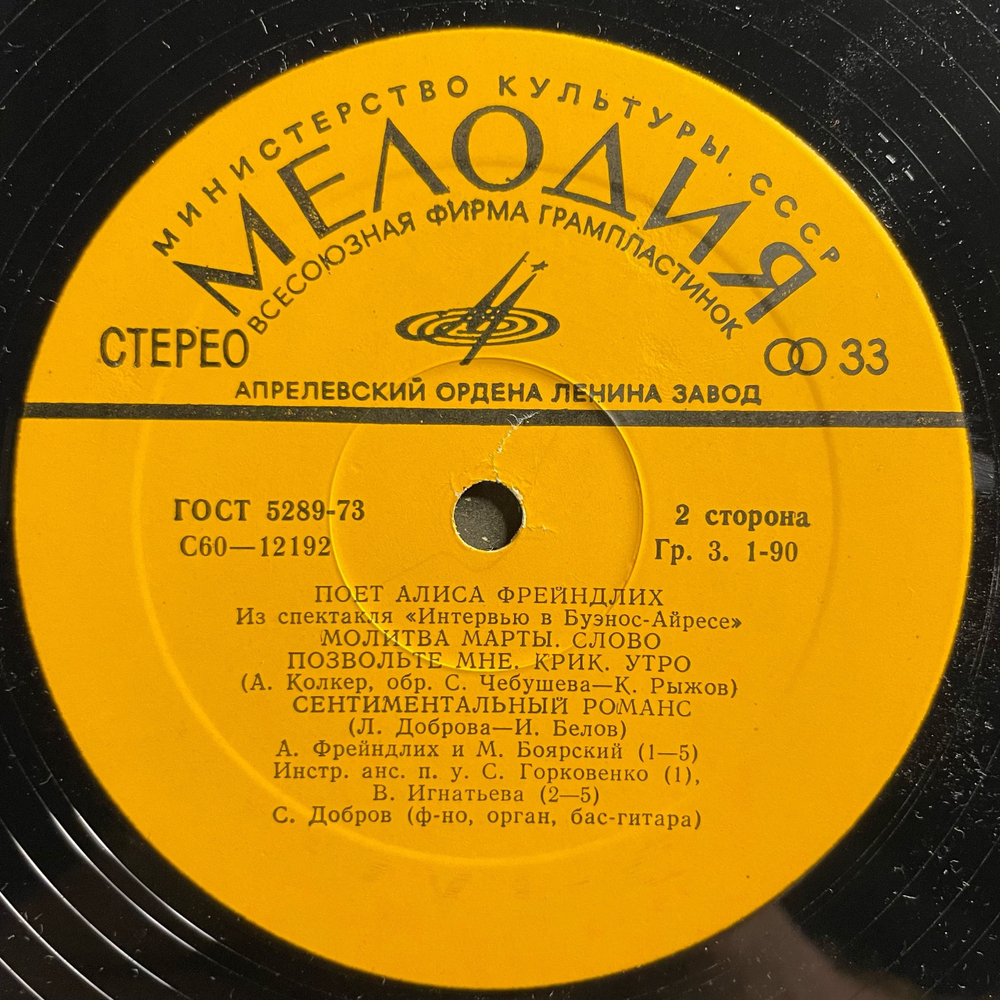 МИНИСТЕРСТВО КУЛЬТУРЫ СССР
МЕЛОДИЯ
ВСЕСОЮЗНАЯ ФИРМА ГРАМПЛАСТИНОК
СТЕРЕО
33
АПРЕЛЕВСКИЙ ОРДЕНА ЛЕНИНА ЗАВОД
ГОСТ 5289-73
2 сторона
С60—12192
Гр. 3. 1-90
ПОЕТ АЛИСА ФРЕЙНДЛИХ
Из спектакля «Интервью в Буэнос-Айресе»
МОЛИТВА МАРТЫ. СЛОВО
ПОЗВОЛЬТЕ МНЕ. КРИК. УТРО
(А. Колкер, обр. С. Чебушева—К. Рыжов)
СЕНТИМЕНТАЛЬНЫЙ РОМАНС
(Л. Доброва—И. Белов)
А. Фрейндлих и М. Боярский (1—5)
Инстр. анс. п. у. С. Горковенко (1),
В. Игнатьева (2—5)
С. Добров (ф-но, орган, бас-гитара)